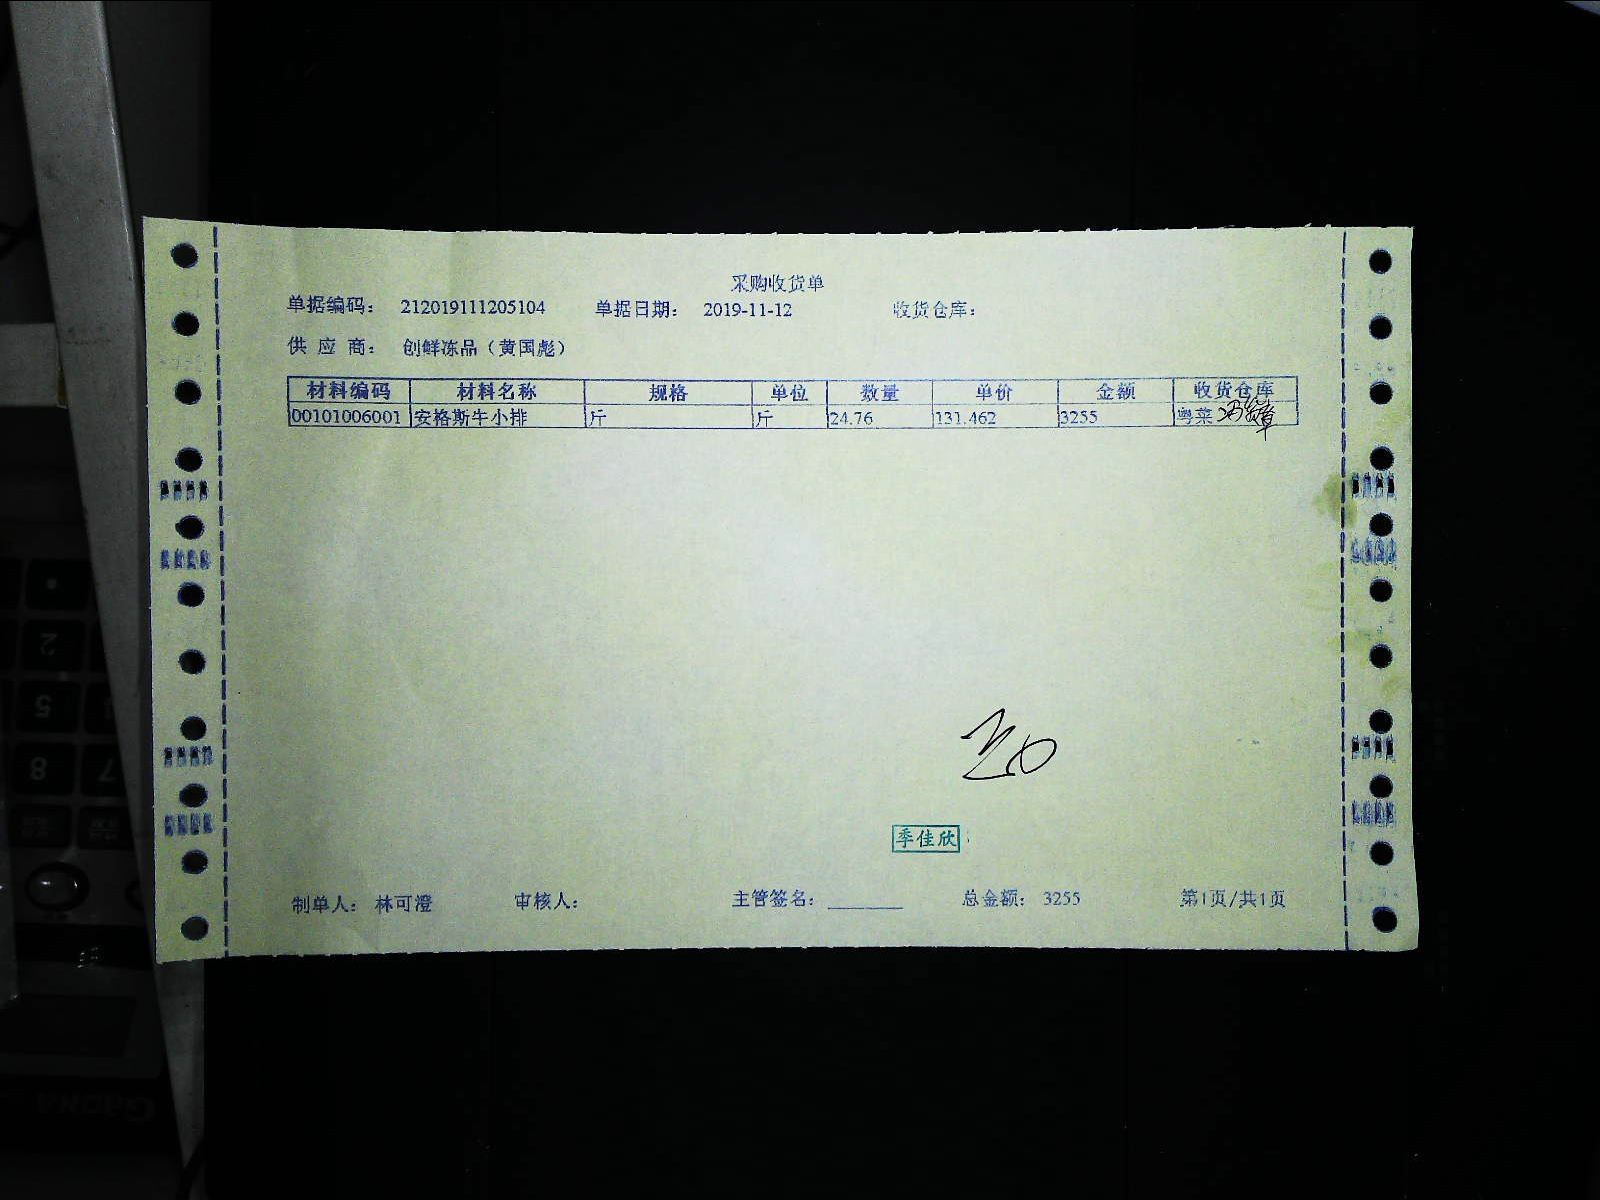 采购收货单
单据编码： 212019111205104 单据日期： 2019-11-12 收货仓库：
供 应 商： 创鲜冻品（黄国彪）
材料编码 材料名称 规格 单位 数量 单价 金额 收货仓库
00101006001 安格斯牛小排 斤 斤 24.76 131.462 3255 粤菜
季佳欣
制单人： 林可澄 审核人： 主管签名： 总金额： 3255 第1页/共1页
2
5
8
7